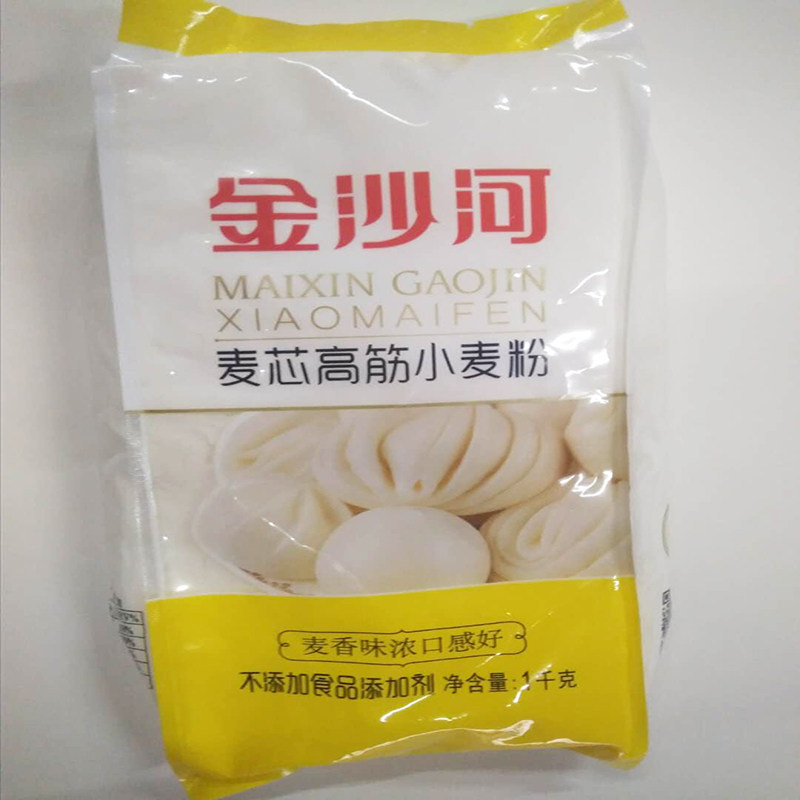 金沙河
MAIXIN GAOJIN
XIAOMAIFEN
麦芯高筋小麦粉
麦香味浓口感好
不添加食品添加剂 净含量:1千克